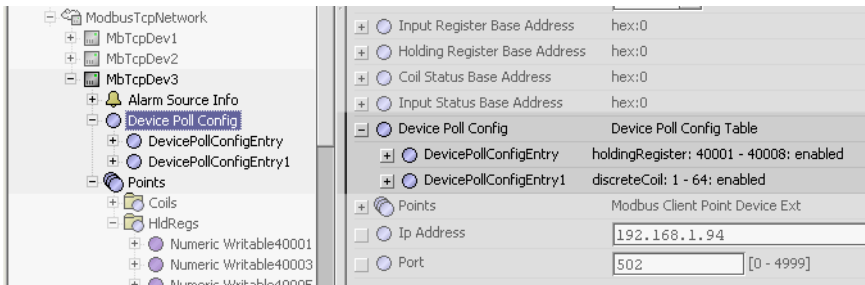 ModbusTcpNetwork
MbTcpDev1
MbTcpDev2
MbTcpDev3
Alarm Source Info
Device Poll Config
DevicePollConfigEntry
DevicePollConfigEntry1
Points
Coils
HldRegs
Numeric Writable40001
Numeric Writable40003
Numeric Writable40005
Input Register Base Address hex:0
Holding Register Base Address hex:0
Coil Status Base Address hex:0
Input Status Base Address hex:0
Device Poll Config Device Poll Config Table
DevicePollConfigEntry holdingRegister: 40001 - 40008: enabled
DevicePollConfigEntry1 discreteCoil: 1 - 64: enabled
Points Modbus Client Point Device Ext
Ip Address 192.168.1.94
Port 502 [0 - 4999]